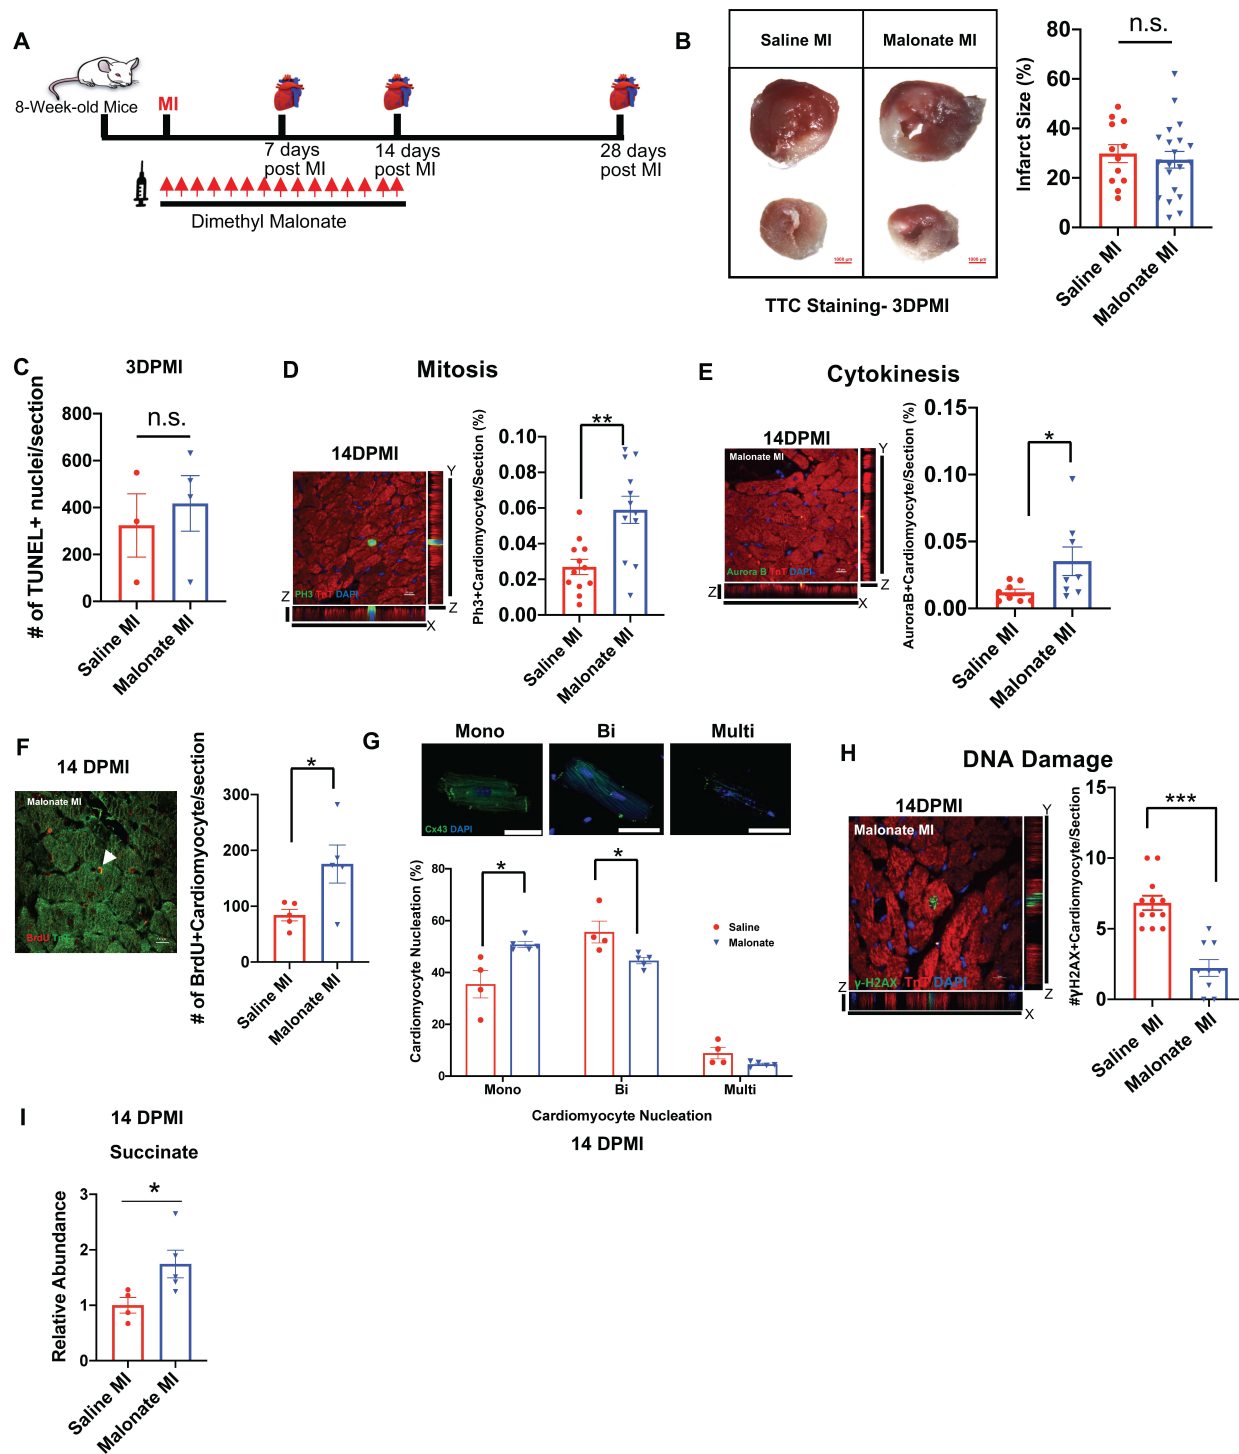 A
8-Week-old Mice
MI
7 days
post MI
14 days
post MI
28 days
post MI
Dimethyl Malonate
B
Saline MI
Malonate MI
1000 µm
1000 µm
TTC Staining- 3DPMI
Infarct Size (%)
80
60
40
20
0
n.s.
Saline MI
Malonate MI
C
3DPMI
# of TUNEL+ nuclei/section
800
600
400
200
0
n.s.
Saline MI
Malonate MI
D
Mitosis
14DPMI
PH3 TnT DAPI
Y
Z
Z
X
Ph3+Cardiomyocyte/Section (%)
0.10
0.08
0.06
0.04
0.02
0.00
**
Saline MI
Malonate MI
E
Cytokinesis
14DPMI
Malonate MI
Aurora B TnT DAPI
Y
Z
Z
X
AuroraB+Cardiomyocyte/Section (%)
0.15
0.10
0.05
0.00
*
Saline MI
Malonate MI
F
14 DPMI
Malonate MI
BrdU TnT
# of BrdU+Cardiomyocyte/section
300
200
100
0
*
Saline MI
Malonate MI
G
Mono
Bi
Multi
Cx43 DAPI
Cardiomyocyte Nucleation (%)
80
60
40
20
0
*
*
Saline
Malonate
Mono
Bi
Multi
Cardiomyocyte Nucleation
14 DPMI
H
DNA Damage
14DPMI
Malonate MI
γ-H2AX TnT DAPI
Y
Z
Z
X
#γH2AX+Cardiomyocyte/Section
15
10
5
0
***
Saline MI
Malonate MI
I
14 DPMI
Succinate
Relative Abundance
3
2
1
0
*
Saline MI
Malonate MI